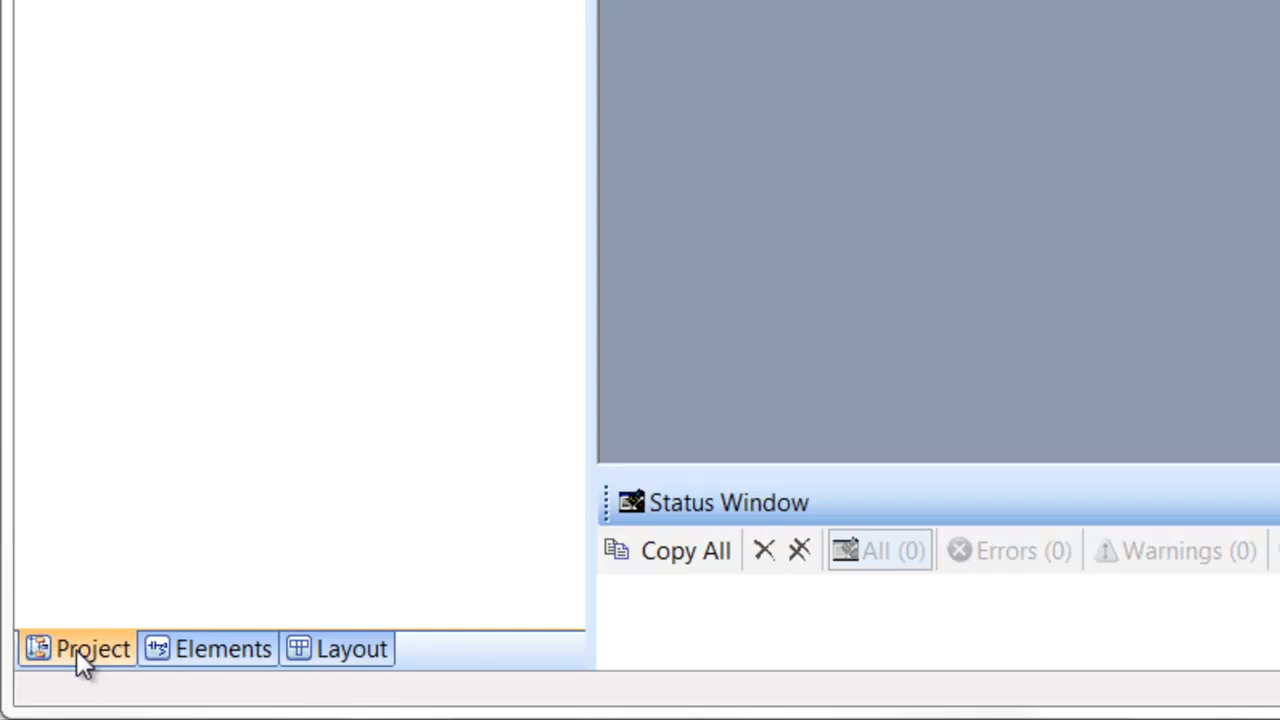 Status Window
Copy All All (0) Errors (0) Warnings (0)
Project Elements Layout